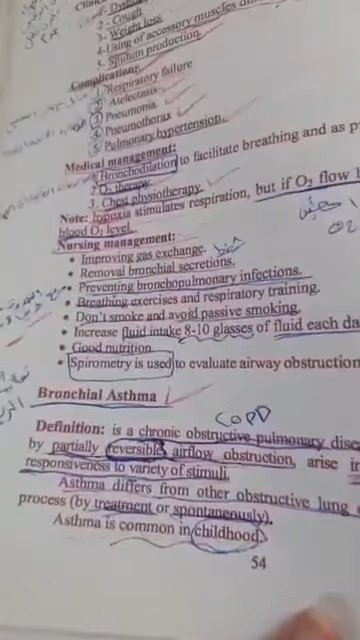 1. Dyspn
2- Cough
3- Weight loss
4-Using of accessory muscles
5- Sputum production.
Complication:
1. Respiratory failure
2 Atelectasis
3 Pneumonia.
4 Pneumothorax
5 Pulmonary hypertension.
Medical management:
1. Bronchodilation to facilitate breathing and as p
2. O₂ therapy.
3. Chest physiotherapy.
Note: hypoxia stimulates respiration, but if O₂ flow
blood O₂ level.
O2
Nursing management:
• Improving gas exchange.
• Removal bronchial secretions.
• Preventing bronchopulmonary infections.
• Breathing exercises and respiratory training.
• Don't smoke and avoid passive smoking.
• Increase fluid intake 8-10 glasses of fluid each da
• Good nutrition
• Spirometry is used to evaluate airway obstruction
Bronchial Asthma
COPD
Definition: is a chronic obstructive pulmonary dise
by partially reversible airflow obstruction, arise
responsiveness to variety of stimuli.
Asthma differs from other obstructive lung
process (by treatment or spontaneously).
Asthma is common in childhood.
54